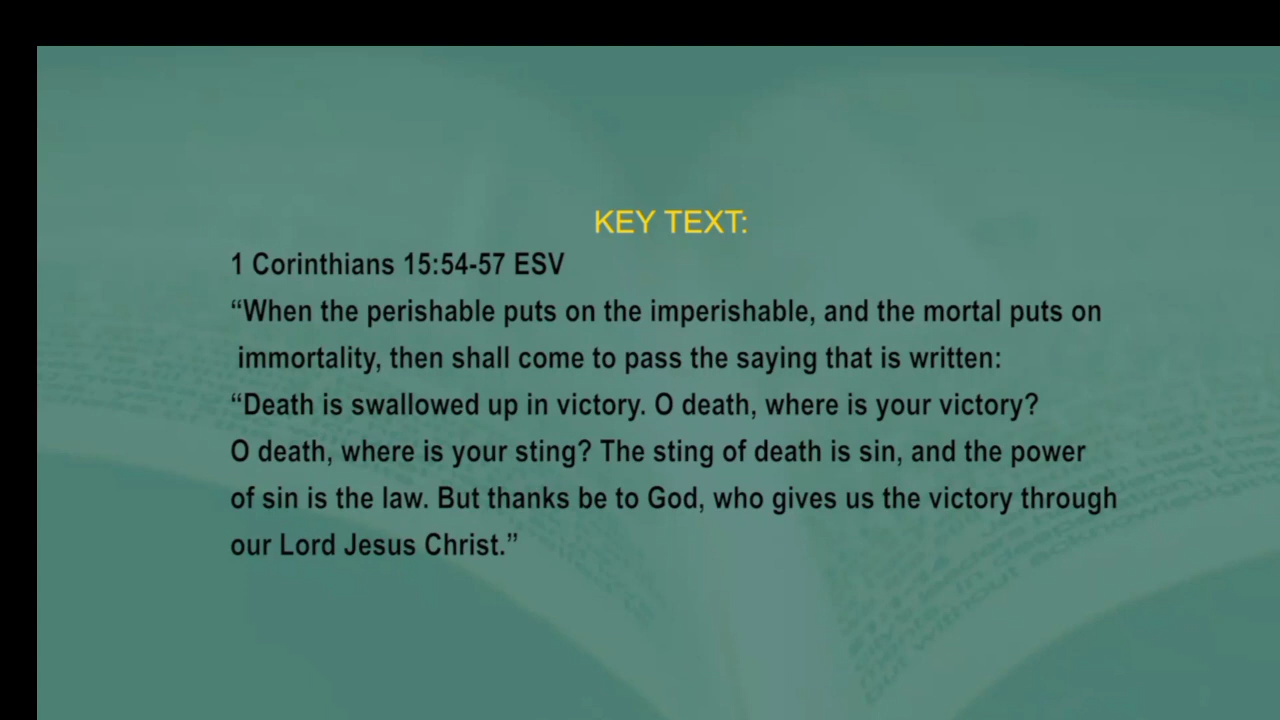 KEY TEXT:
1 Corinthians 15:54-57 ESV
“When the perishable puts on the imperishable, and the mortal puts on
immortality, then shall come to pass the saying that is written:
“Death is swallowed up in victory. O death, where is your victory?
O death, where is your sting? The sting of death is sin, and the power
of sin is the law. But thanks be to God, who gives us the victory through
our Lord Jesus Christ.”